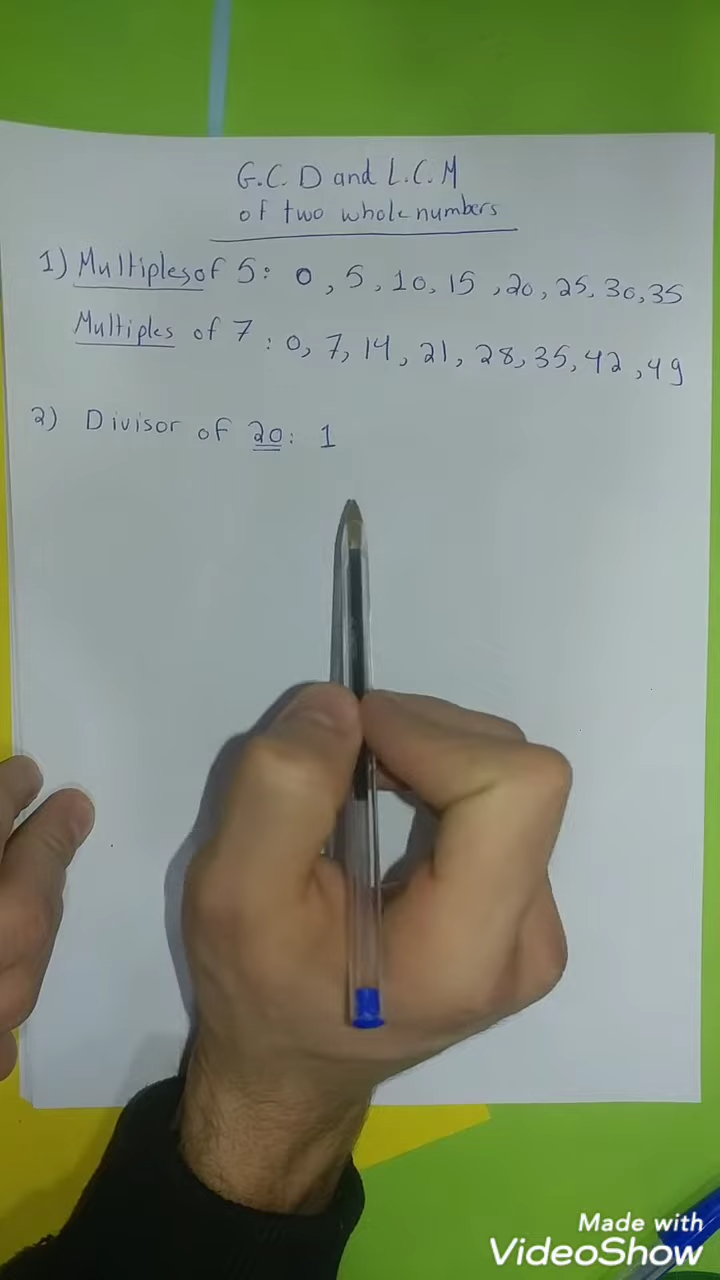 G.C.D and L.C.M
of two whole numbers
1) Multiples of 5: 0, 5, 10, 15, 20, 25, 30, 35
Multiples of 7: 0, 7, 14, 21, 28, 35, 42, 49
2) Divisor of 20: 1
Made with
VideoShow